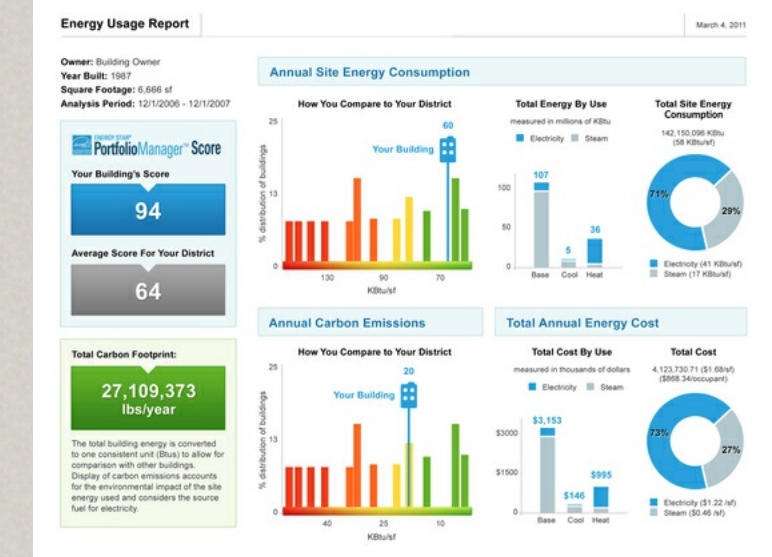 Energy Usage Report
March 4, 2011
Owner: Building Owner
Year Built: 1987
Square Footage: 6,666 sf
Analysis Period: 12/1/2006 - 12/1/2007
ENERGY STAR®
PortfolioManager™ Score
Your Building's Score
94
Average Score For Your District
64
Total Carbon Footprint:
27,109,373
lbs/year
The total building energy is converted
to one consistent unit (Btus) to allow for
comparison with other buildings.
Display of carbon emissions accounts
for the environmental impact of the site
energy used and considers the source
fuel for electricity.
Annual Site Energy Consumption
How You Compare to Your District
% distribution of buildings
25
13
0
60
Your Building
130 90 70
KBtu/sf
Total Energy By Use
measured in millions of KBtu
Electricity Steam
100
50
0
107
5
36
Base Cool Heat
Total Site Energy
Consumption
142,150,096 KBtu
(58 KBtu/sf)
71%
29%
Electricity (41 KBtu/sf)
Steam (17 KBtu/sf)
Annual Carbon Emissions
How You Compare to Your District
% distribution of buildings
25
13
0
20
Your Building
40 25 10
KBtu/sf
Total Annual Energy Cost
Total Cost By Use
measured in thousands of dollars
Electricity Steam
$3000
$1500
0
$3,153
$146
$995
Base Cool Heat
Total Cost
4,123,730.71 ($1.68/sf)
($868.34/occupant)
73%
27%
Electricity ($1.22 /sf)
Steam ($0.46 /sf)